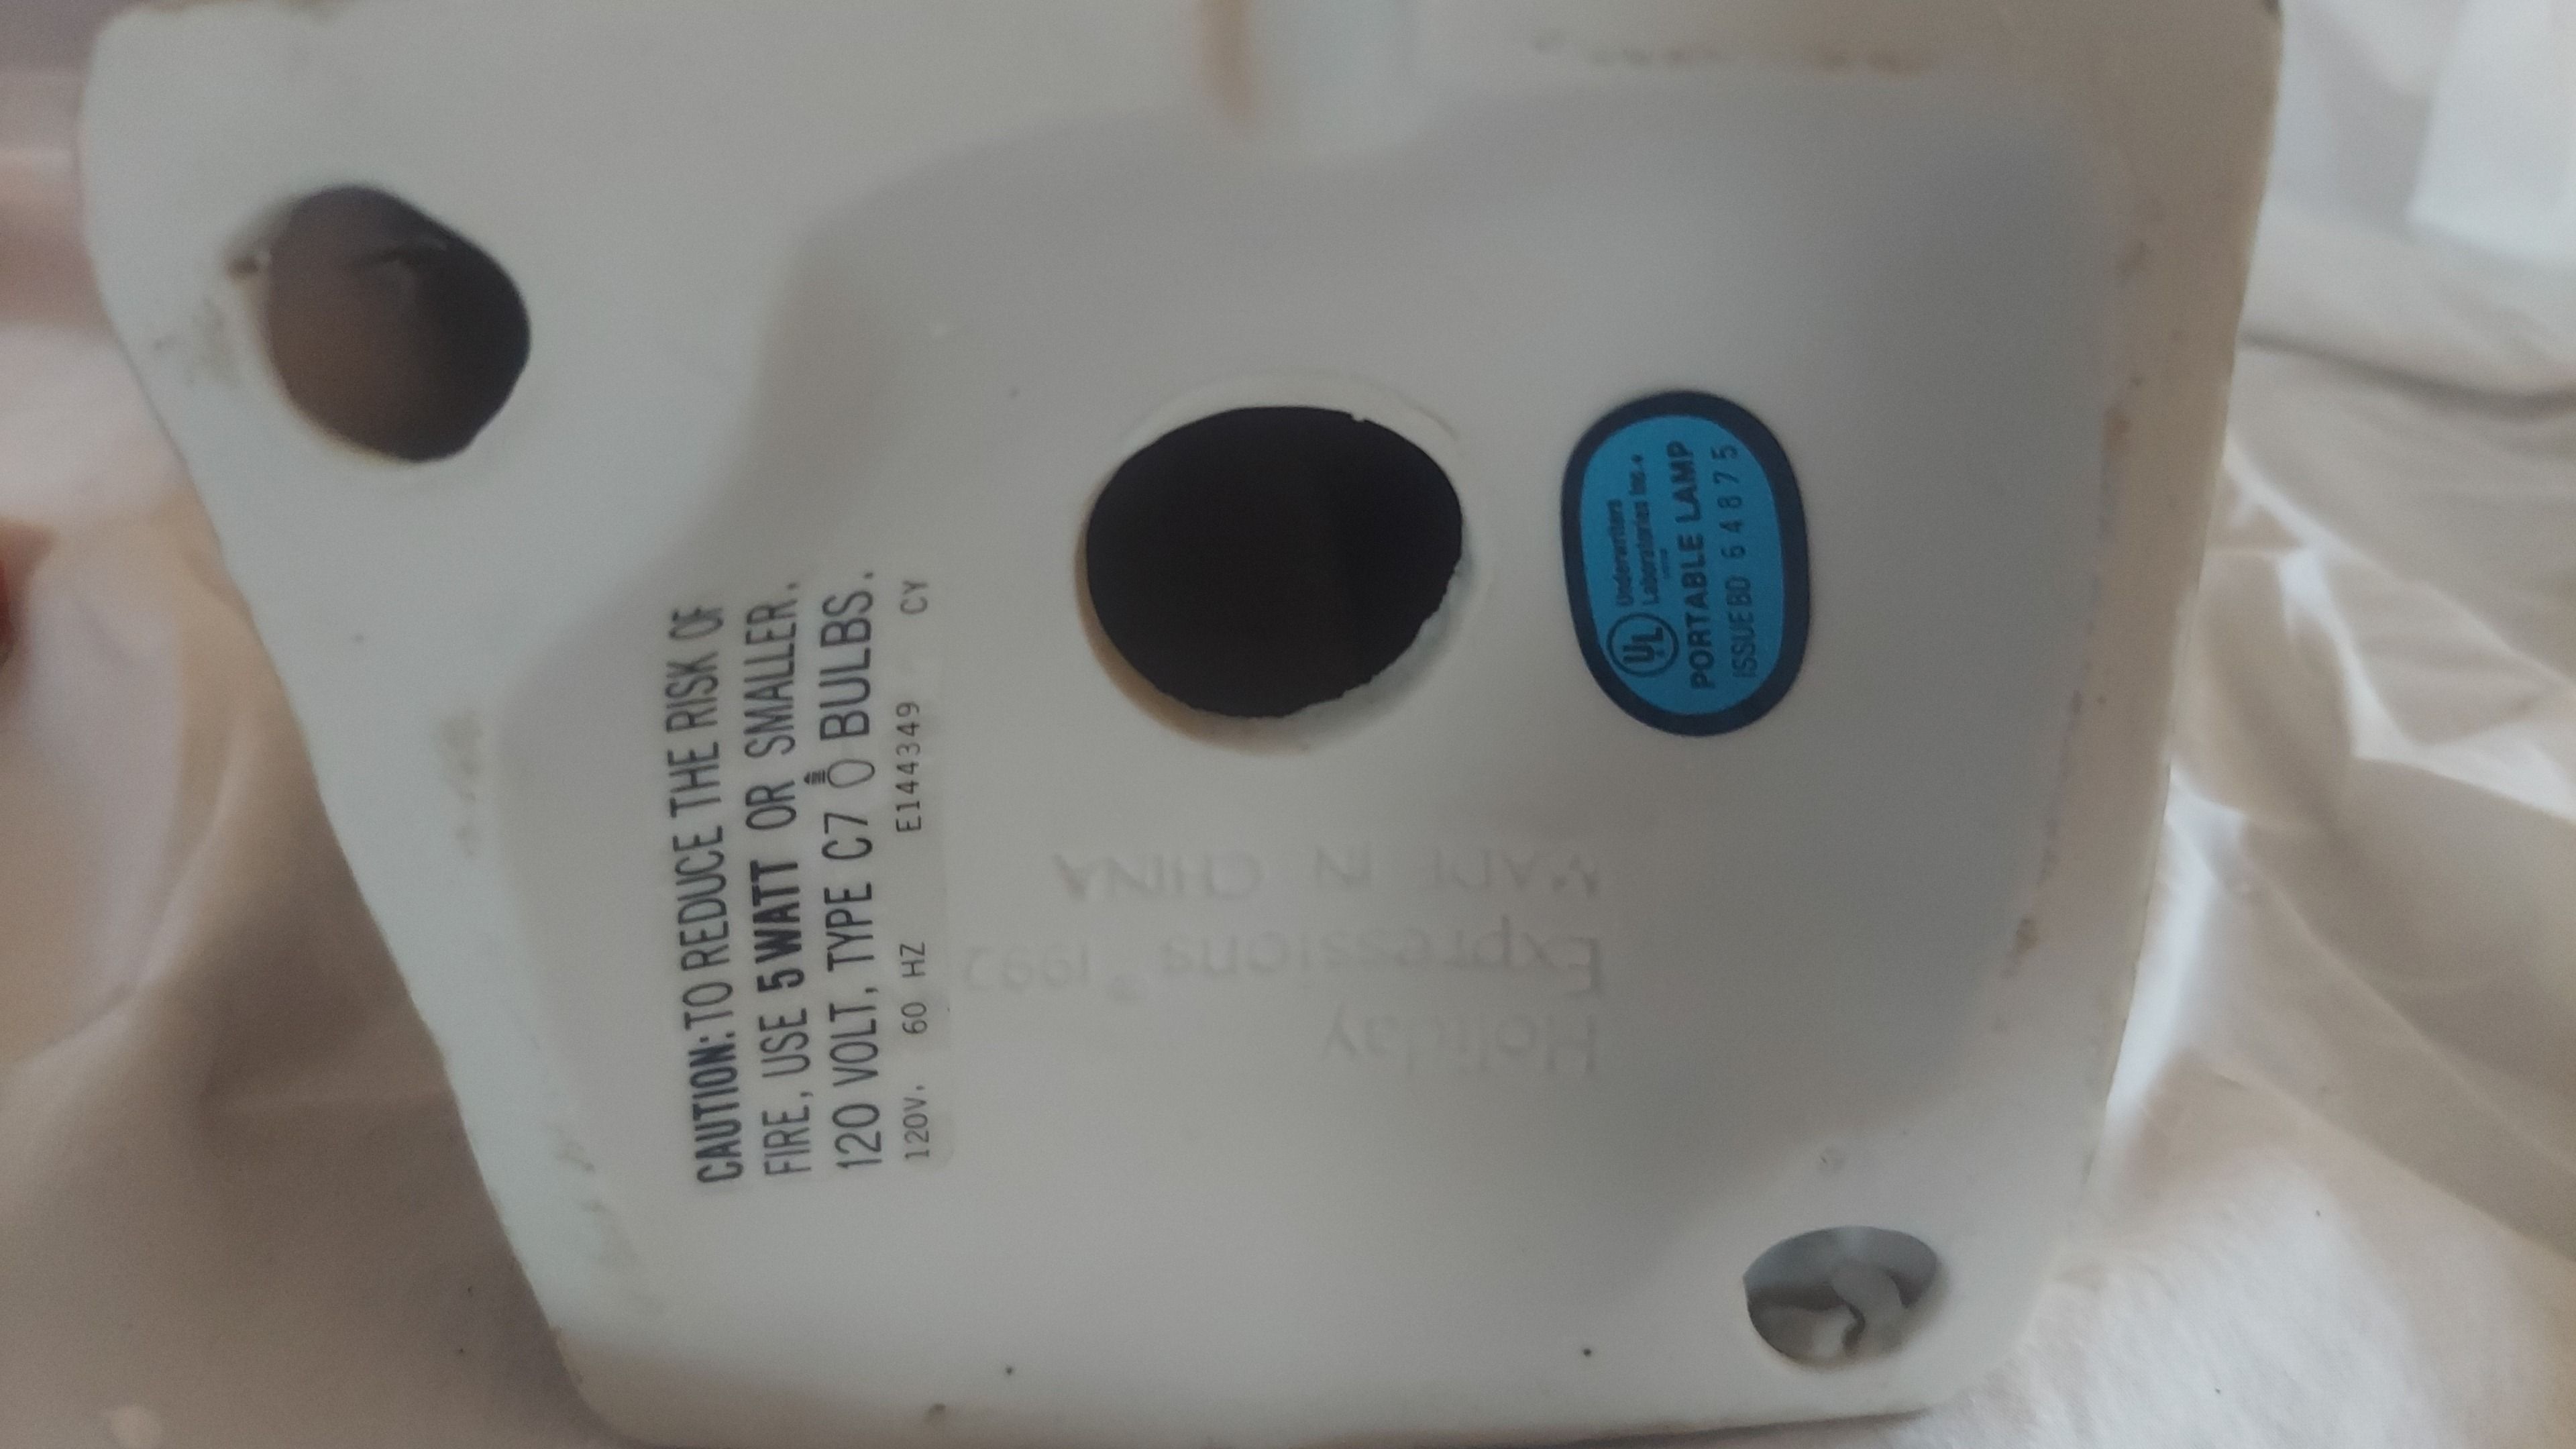 CAUTION: TO REDUCE THE RISK OF
FIRE, USE 5 WATT OR SMALLER,
120 VOLT, TYPE C7 BULBS.
120V. 60 HZ E144349 CY
Holiday
Expressions ® 1993
MADE IN CHINA
UL
Underwriters
Laboratories Inc.®
PORTABLE LAMP
ISSUE BD 64875